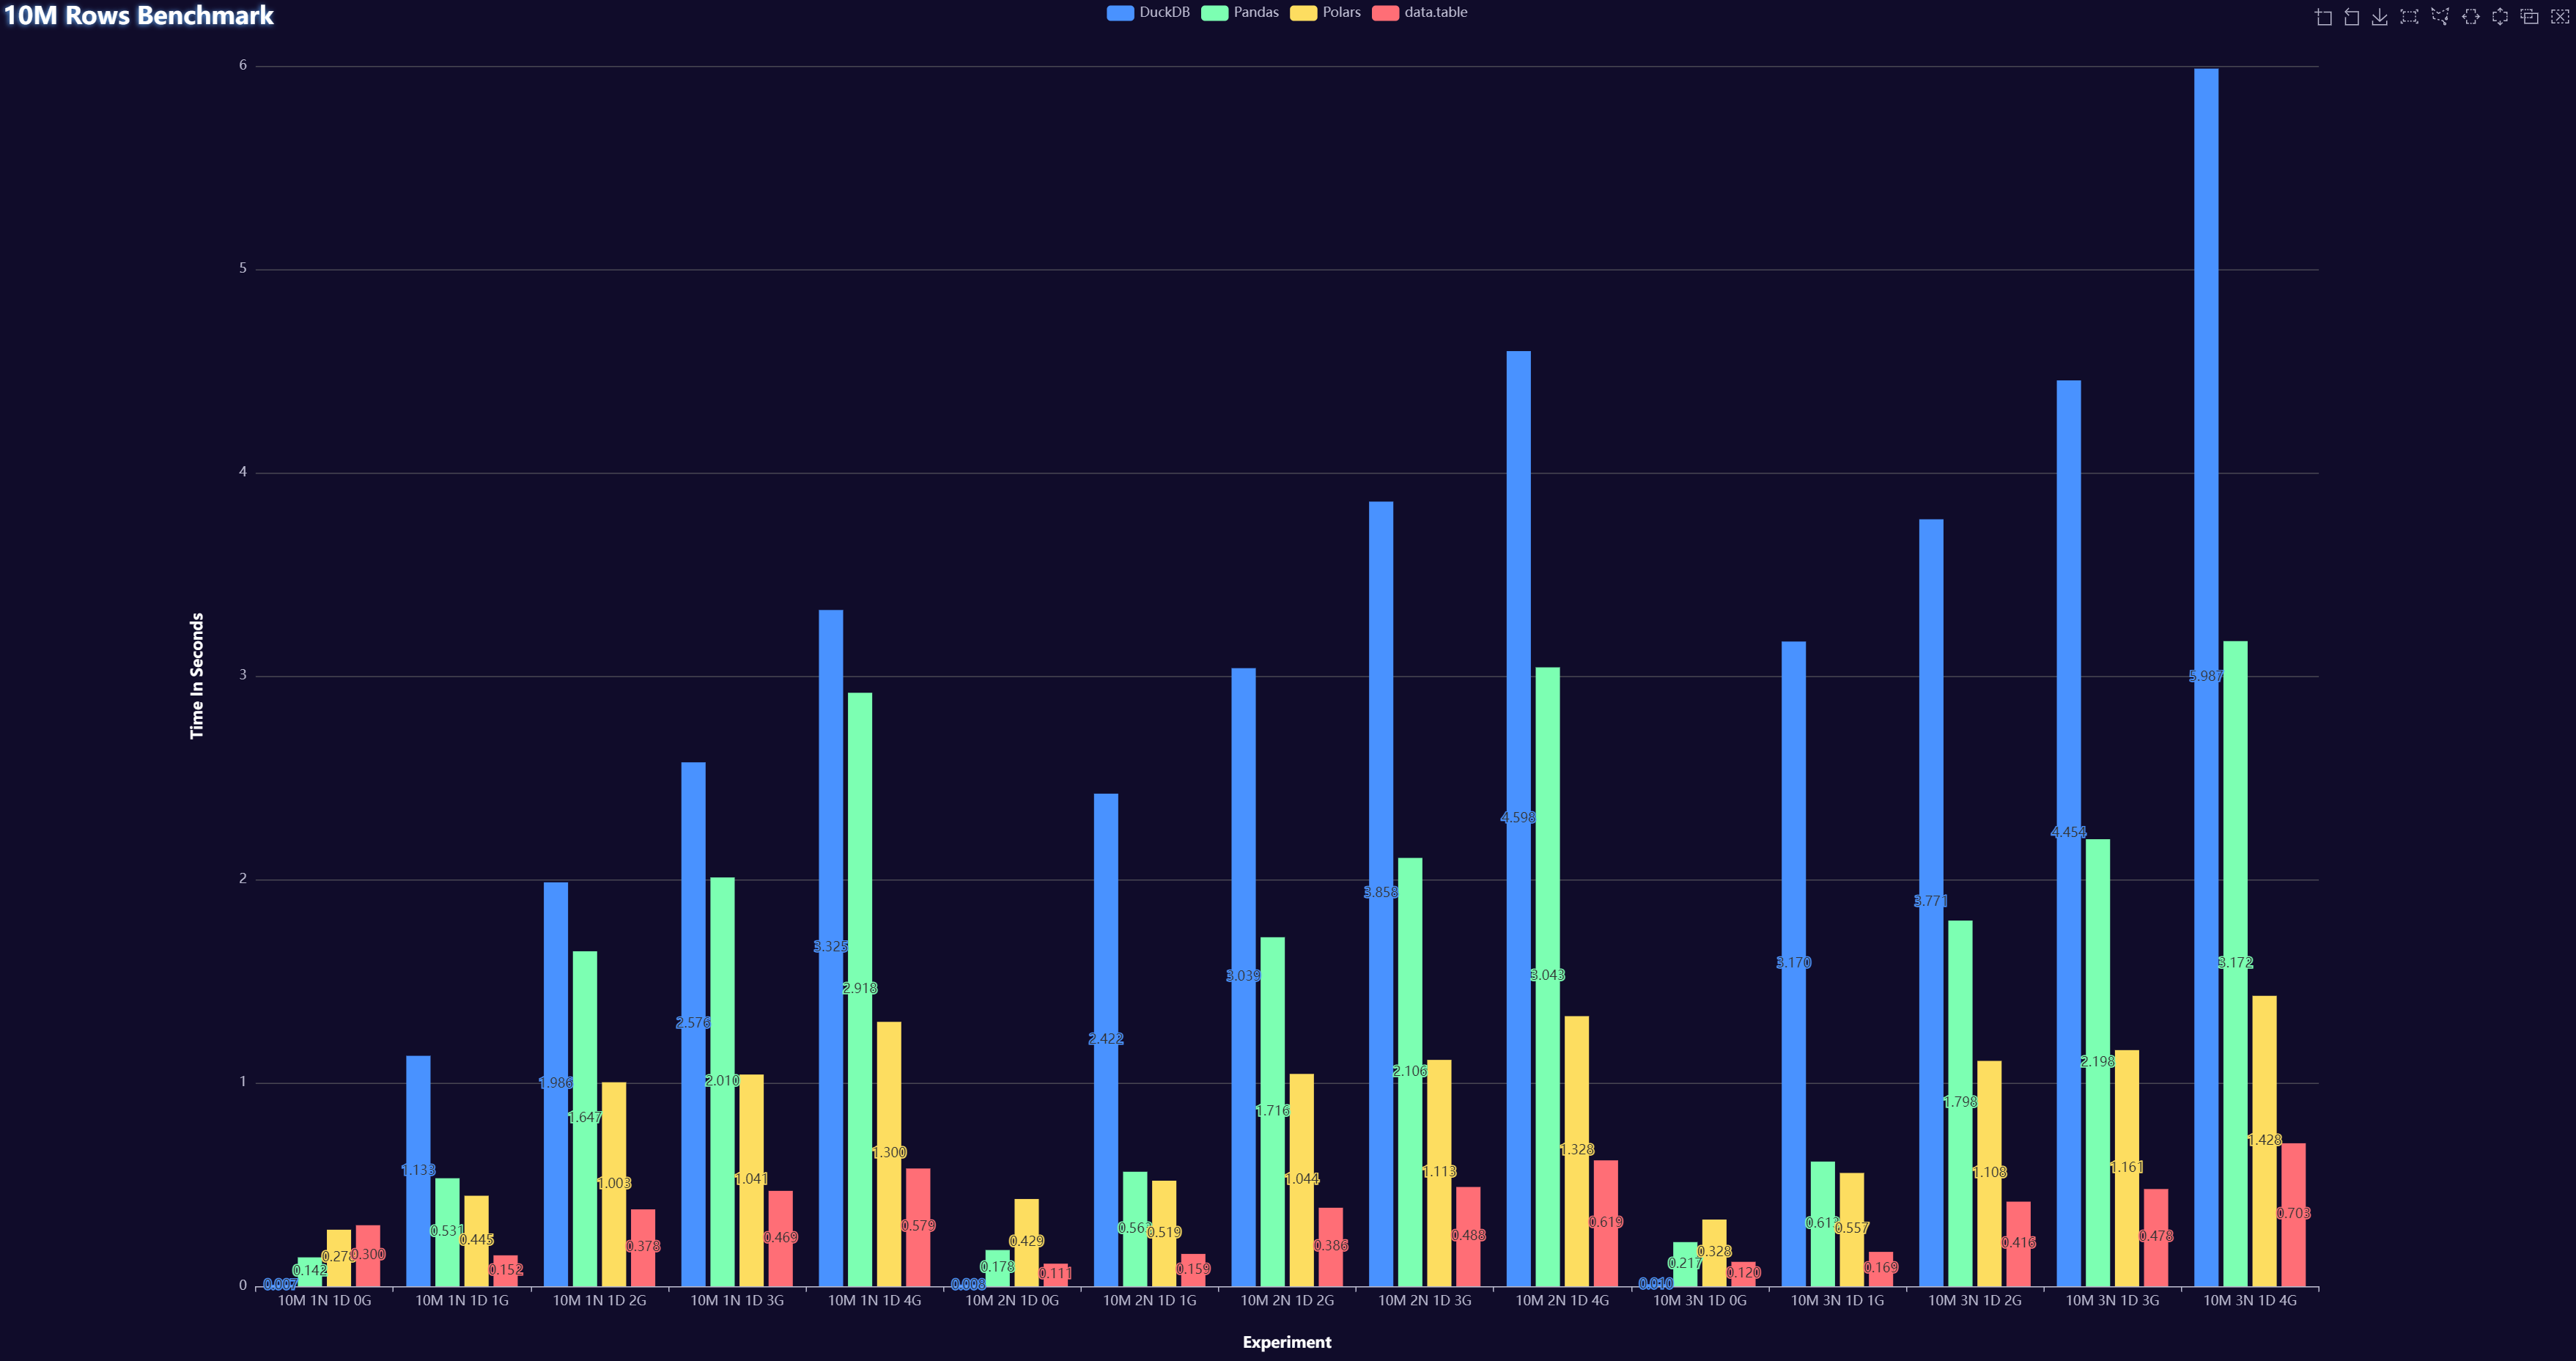 10M Rows Benchmark
DuckDB Pandas Polars data.table
6
5
4
3
2
1
0
Time In Seconds
0.007 0.142 0.278 0.300
1.133 0.531 0.445 0.152
1.986 1.647 1.003 0.378
2.576 2.010 1.041 0.469
3.325 2.918 1.300 0.579
0.008 0.178 0.429 0.111
2.422 0.519 0.159
3.039 1.716 1.044 0.386
3.858 2.106 1.113 0.488
4.598 3.043 1.328 0.619
0.010 0.217 0.328 0.120
3.170 0.557 0.169
3.771 1.798 1.108 0.416
4.454 2.198 1.161 0.478
5.987 3.172 1.428 0.703
10M 1N 1D 0G 10M 1N 1D 1G 10M 1N 1D 2G 10M 1N 1D 3G 10M 1N 1D 4G 10M 2N 1D 0G 10M 2N 1D 1G 10M 2N 1D 2G 10M 2N 1D 3G 10M 2N 1D 4G 10M 3N 1D 0G 10M 3N 1D 1G 10M 3N 1D 2G 10M 3N 1D 3G 10M 3N 1D 4G
Experiment